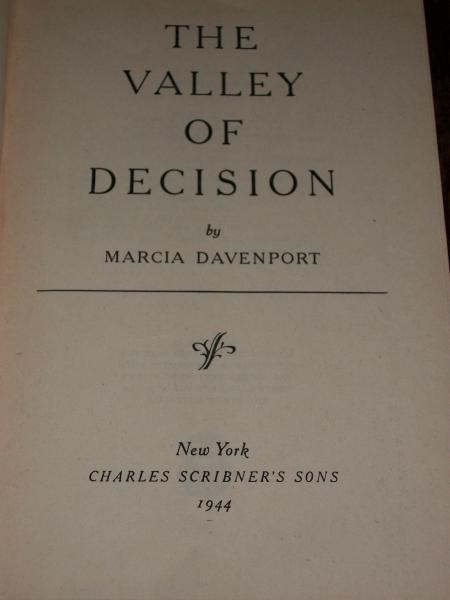 THE
VALLEY
OF
DECISION
by
MARCIA DAVENPORT
New York
CHARLES SCRIBNER'S SONS
1944